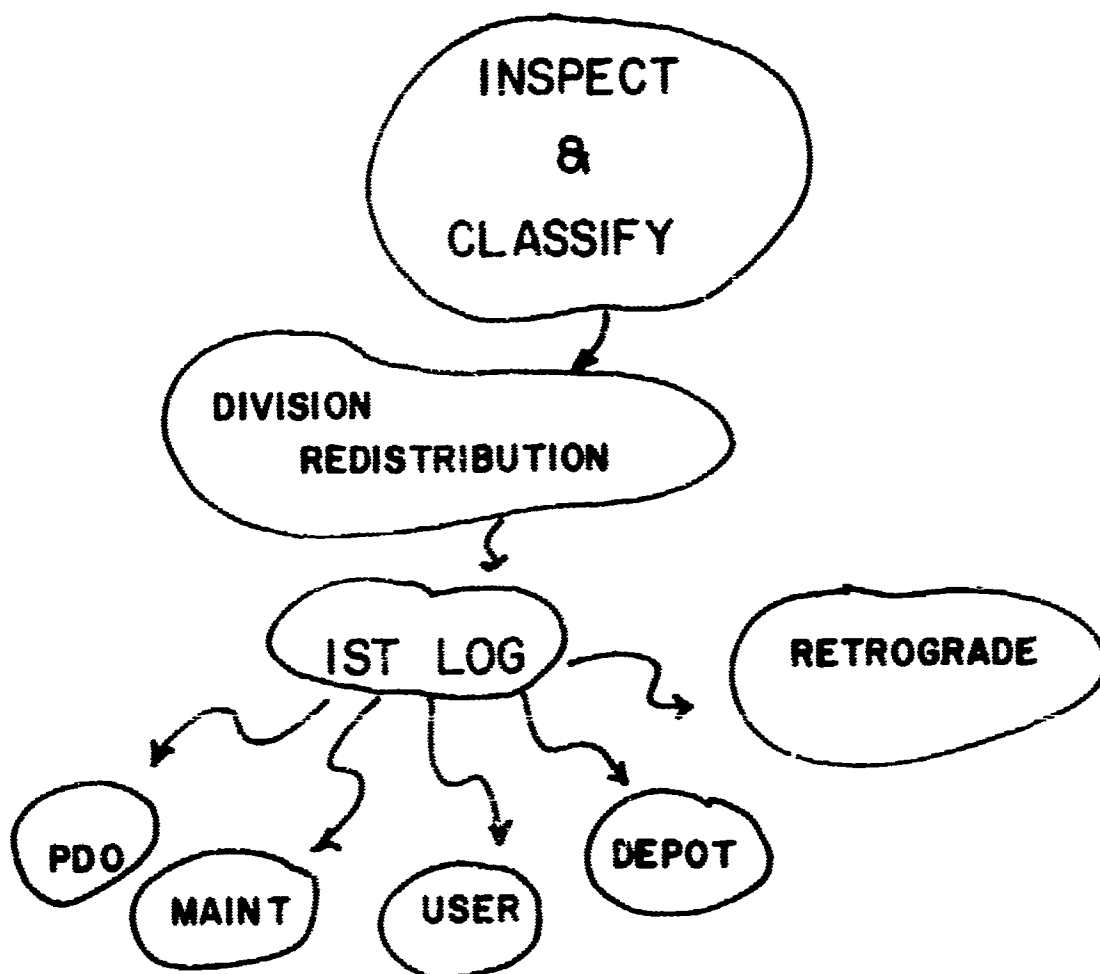 INSPECT
&
CLASSIFY
DIVISION
REDISTRIBUTION
IST LOG
RETROGRADE
PDO
MAINT
USER
DEPOT